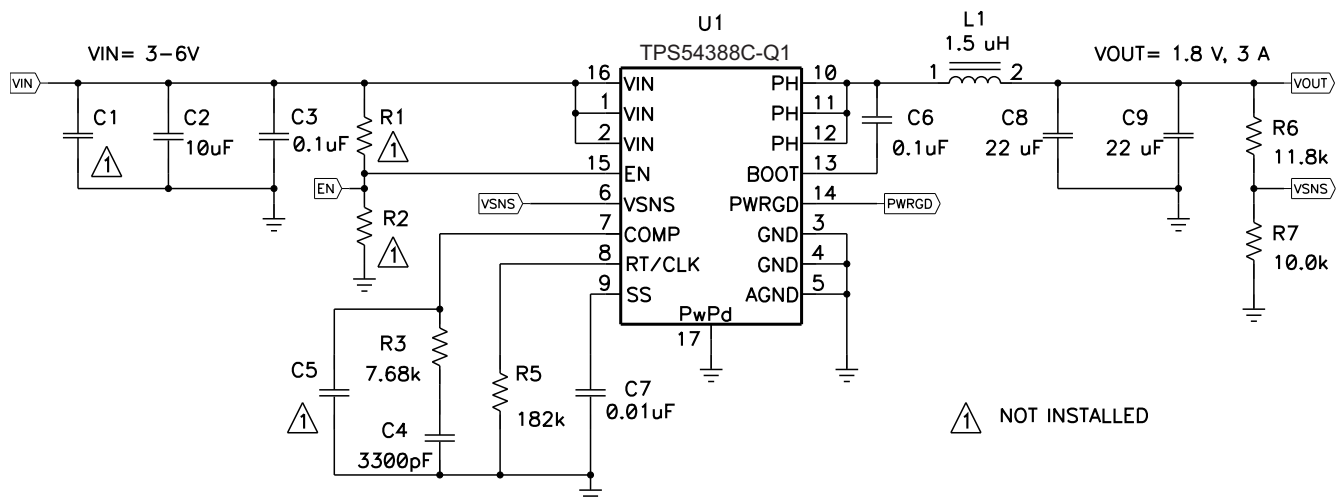 U1
TPS54388C-Q1
L1
1.5 uH
VIN= 3-6V
VOUT= 1.8 V, 3 A
VIN
16
VIN
PH
10
1
2
VOUT
C1
1
C2
10uF
C3
0.1uF
R1
1
1
VIN
PH
11
2
VIN
PH
12
C6
0.1uF
C8
22 uF
C9
22 uF
R6
11.8k
15
EN
BOOT
13
EN
6
VSNS
VSNS
PWRGD
14
PWRGD
VSNS
R2
1
7
COMP
GND
3
R7
10.0k
8
RT/CLK
GND
4
9
SS
AGND
5
PwPd
17
R3
7.68k
C5
1
R5
182k
C7
0.01uF
C4
3300pF
1
NOT INSTALLED